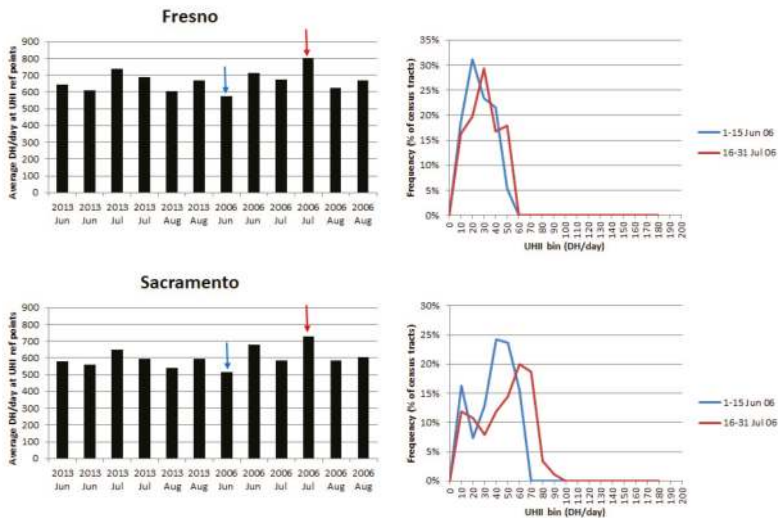 Fresno
Average DH/day at UHI ref points
900
800
700
600
500
400
300
200
100
0
2013 2013 2013 2013 2013 2013 2006 2006 2006 2006 2006 2006
Jun Jun Jul Jul Aug Aug Jun Jun Jul Jul Aug Aug
Frequency (% of census tracts)
35%
30%
25%
20%
15%
10%
5%
0%
0 10 20 30 40 50 60 70 80 90 100 110 120 130 140 150 160 170 180 190 200
UHII bin (DH/day)
1-15 Jun 06
16-31 Jul 06
Sacramento
Average DH/day at UHI ref points
900
800
700
600
500
400
300
200
100
0
2013 2013 2013 2013 2013 2013 2006 2006 2006 2006 2006 2006
Jun Jun Jul Jul Aug Aug Jun Jun Jul Jul Aug Aug
Frequency (% of census tracts)
30%
25%
20%
15%
10%
5%
0%
0 10 20 30 40 50 60 70 80 90 100 110 120 130 140 150 160 170 180 190 200
UHII bin (DH/day)
1-15 Jun 06
16-31 Jul 06